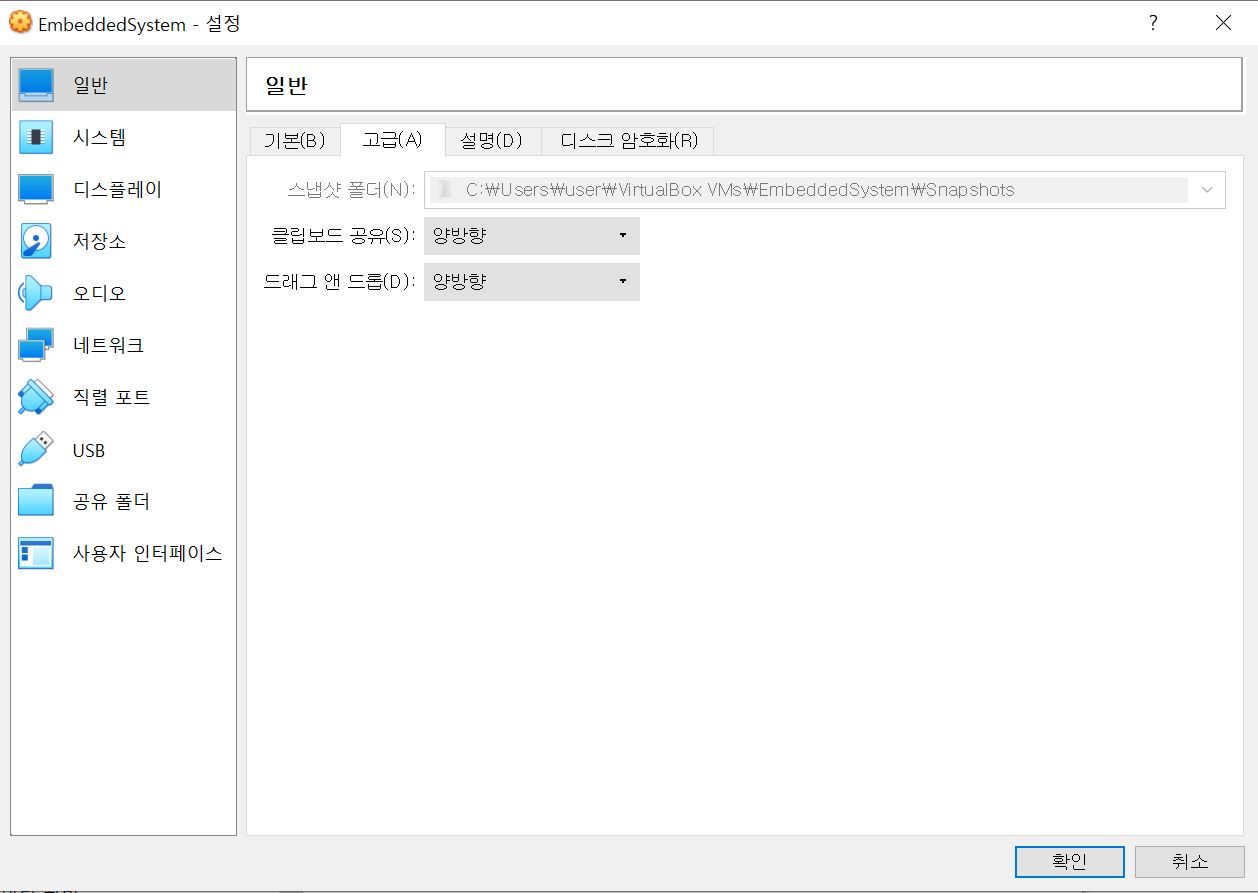 EmbeddedSystem - 설정
?
일반
시스템
디스플레이
저장소
오디오
네트워크
직렬 포트
USB
공유 폴더
사용자 인터페이스
일반
기본(B) 고급(A) 설명(D) 디스크 암호화(R)
스냅샷 폴더(N): C:₩Users₩user₩VirtualBox VMs₩EmbeddedSystem₩Snapshots
클립보드 공유(S): 양방향
드래그 앤 드롭(D): 양방향
확인 취소